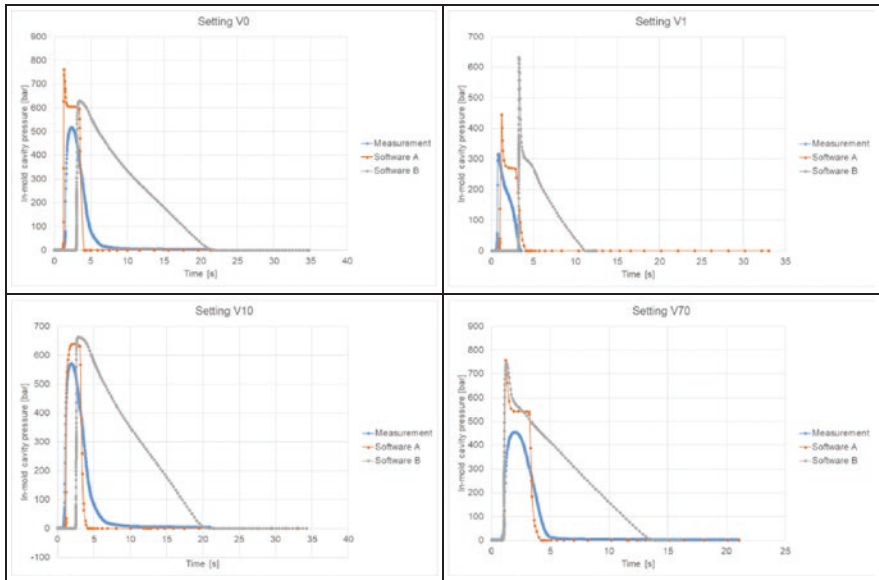 Setting V0
In-mold cavity pressure [bar]
900
800
700
600
500
400
300
200
100
0
0 5 10 15 20 25 30 35 40
Time [s]
Measurement
Software A
Software B
Setting V1
In-mold cavity pressure [bar]
700
600
500
400
300
200
100
0
0 5 10 15 20 25 30 35
Time [s]
Measurement
Software A
Software B
Setting V10
In-mold cavity pressure [bar]
700
600
500
400
300
200
100
0
-100
0 5 10 15 20 25 30 35 40
Time [s]
Measurement
Software A
Software B
Setting V70
In-mold cavity pressure [bar]
900
800
700
600
500
400
300
200
100
0
0 5 10 15 20 25
Time [s]
Measurement
Software A
Software B